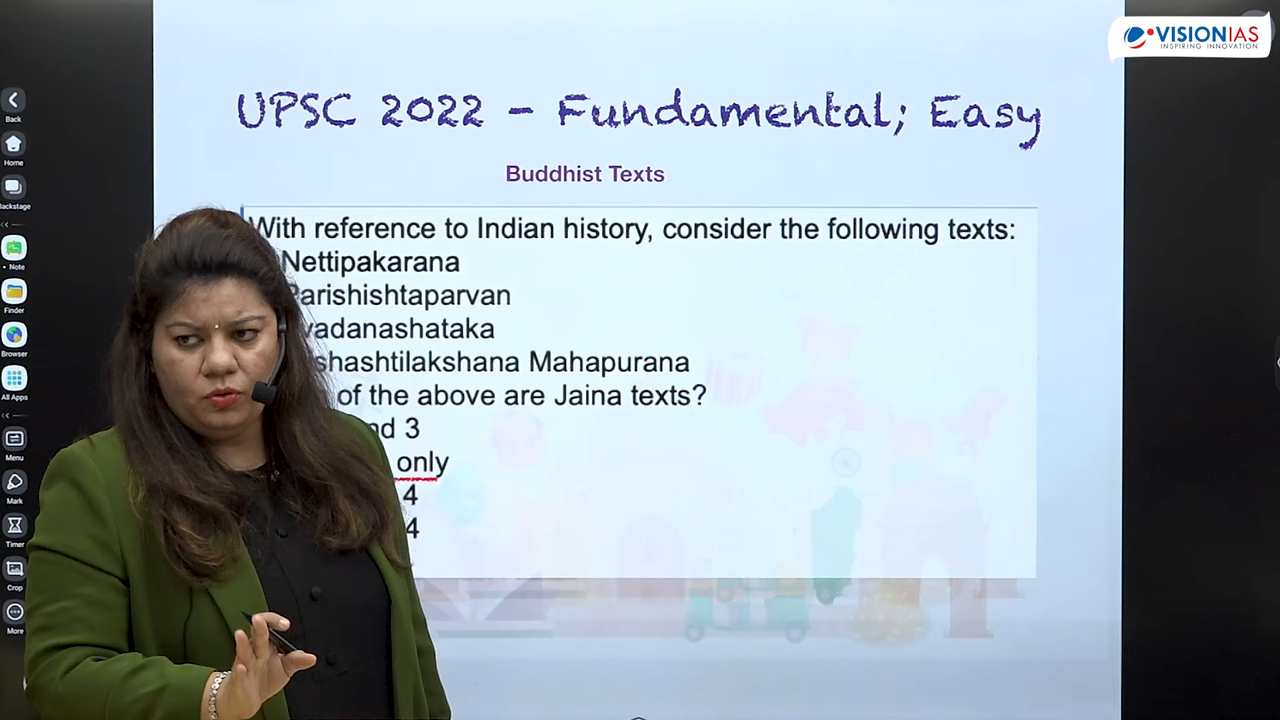 VISIONIAS
INSPIRING INNOVATION
UPSC 2022 – Fundamental; Easy
Buddhist Texts
With reference to Indian history, consider the following texts:
Nettipakarana
Parishishtaparvan
vadanashataka
shashtilakshana Mahapurana
of the above are Jaina texts?
nd 3
only
4
4
Back
Home
Backstage
Note
Finder
Browser
All Apps
Menu
Mark
Timer
Crop
More